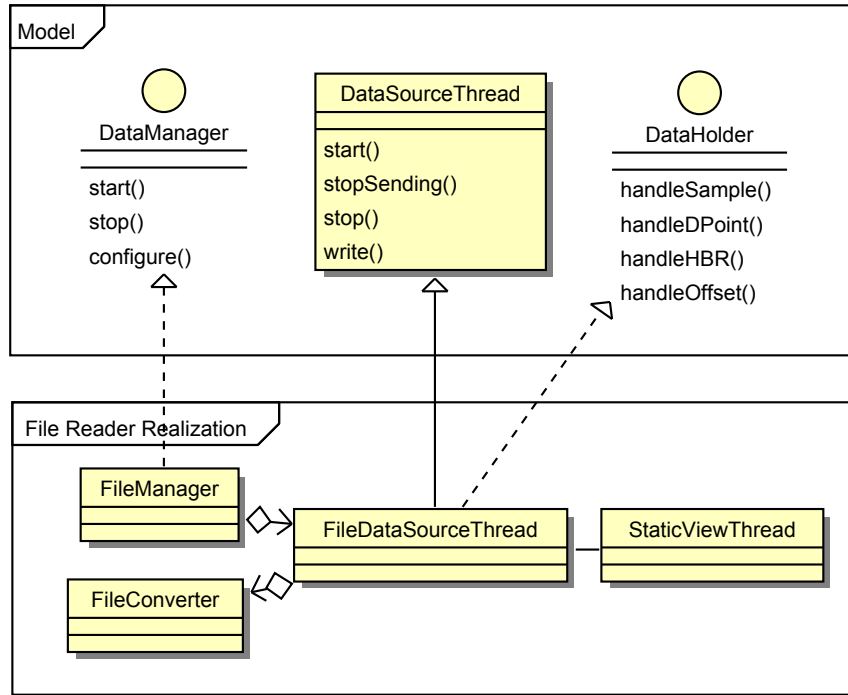 Model
DataManager
start()
stop()
configure()
DataSourceThread
start()
stopSending()
stop()
write()
DataHolder
handleSample()
handleDPoint()
handleHBR()
handleOffset()
File Reader Realization
FileManager
FileDataSourceThread
StaticViewThread
FileConverter